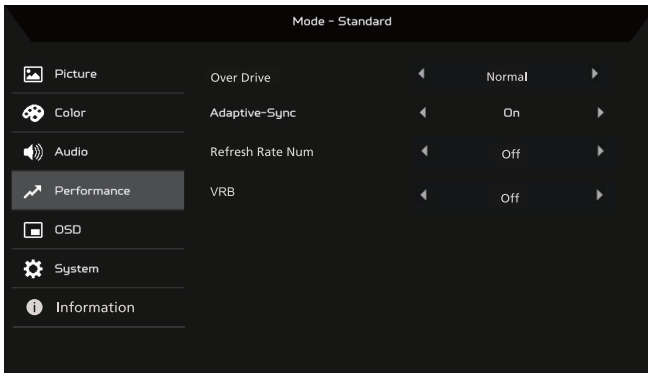 Mode - Standard
Picture
Over Drive Normal
Color
Adaptive-Sync On
Audio
Refresh Rate Num Off
Performance
VRB Off
OSD
System
Information